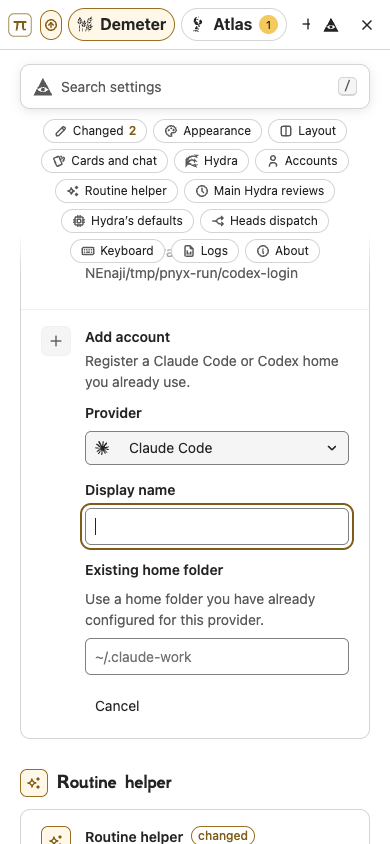 π Demeter Atlas 1
Search settings /
Changed 2 Appearance Layout
Cards and chat Hydra Accounts
Routine helper Main Hydra reviews
Hydra's defaults Heads dispatch
Keyboard Logs About
NEnaji/tmp/pnyx-run/codex-login
Add account
Register a Claude Code or Codex home
you already use.
Provider
Claude Code
Display name
Existing home folder
Use a home folder you have already
configured for this provider.
~/.claude-work
Cancel
Routine helper
Routine helper changed